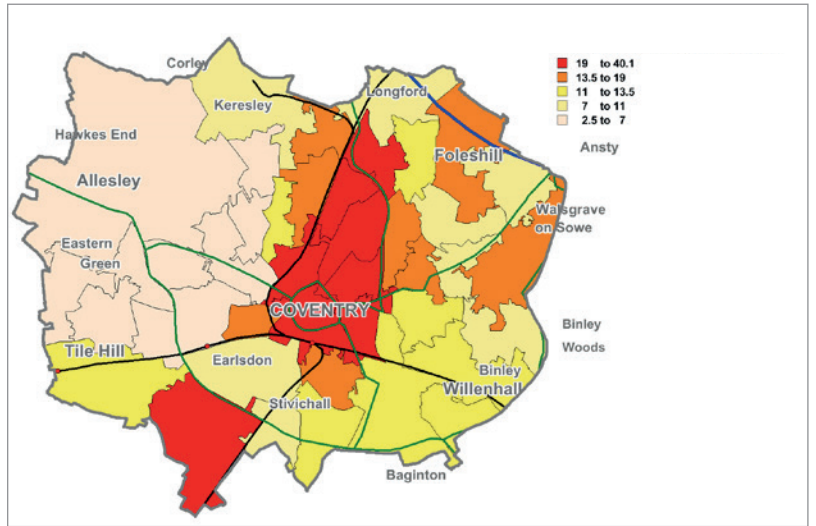 Corley
Keresley
Longford
Hawkes End
Allesley
Foleshill
Ansty
Walsgrave
on Sowe
Eastern
Green
COVENTRY
Tile Hill
Earlsdon
Binley
Woods
Binley
Willenhall
Stivichall
Baginton
19 to 40.1
13.5 to 19
11 to 13.5
7 to 11
2.5 to 7